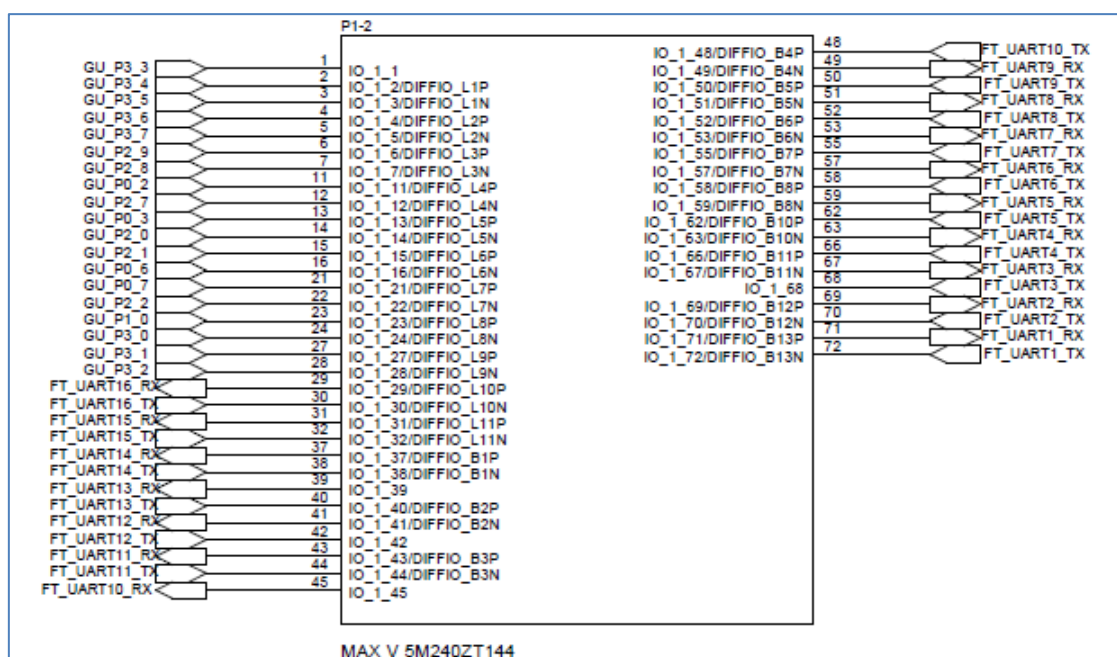 P1-2
GU_P3_3 1 IO_1_1
GU_P3_4 2 IO_1_2/DIFFIO_L1P
GU_P3_5 3 IO_1_3/DIFFIO_L1N
GU_P3_6 4 IO_1_4/DIFFIO_L2P
GU_P3_7 5 IO_1_5/DIFFIO_L2N
GU_P2_9 6 IO_1_6/DIFFIO_L3P
GU_P2_8 7 IO_1_7/DIFFIO_L3N
GU_P0_2 11 IO_1_11/DIFFIO_L4P
GU_P2_7 12 IO_1_12/DIFFIO_L4N
GU_P0_3 13 IO_1_13/DIFFIO_L5P
GU_P2_0 14 IO_1_14/DIFFIO_L5N
GU_P2_1 15 IO_1_15/DIFFIO_L6P
GU_P0_6 16 IO_1_16/DIFFIO_L6N
GU_P0_7 21 IO_1_21/DIFFIO_L7P
GU_P2_2 22 IO_1_22/DIFFIO_L7N
GU_P1_0 23 IO_1_23/DIFFIO_L8P
GU_P3_0 24 IO_1_24/DIFFIO_L8N
GU_P3_1 27 IO_1_27/DIFFIO_L9P
GU_P3_2 28 IO_1_28/DIFFIO_L9N
FT_UART16_RX 29 IO_1_29/DIFFIO_L10P
FT_UART16_TX 30 IO_1_30/DIFFIO_L10N
FT_UART15_RX 31 IO_1_31/DIFFIO_L11P
FT_UART15_TX 32 IO_1_32/DIFFIO_L11N
FT_UART14_RX 37 IO_1_37/DIFFIO_B1P
FT_UART14_TX 38 IO_1_38/DIFFIO_B1N
FT_UART13_RX 39 IO_1_39
FT_UART13_TX 40 IO_1_40/DIFFIO_B2P
FT_UART12_RX 41 IO_1_41/DIFFIO_B2N
FT_UART12_TX 42 IO_1_42
FT_UART11_RX 43 IO_1_43/DIFFIO_B3P
FT_UART11_TX 44 IO_1_44/DIFFIO_B3N
FT_UART10_RX 45 IO_1_45
IO_1_48/DIFFIO_B4P 48 FT_UART10_TX
IO_1_49/DIFFIO_B4N 49 FT_UART9_RX
IO_1_50/DIFFIO_B5P 50 FT_UART9_TX
IO_1_51/DIFFIO_B5N 51 FT_UART8_RX
IO_1_52/DIFFIO_B6P 52 FT_UART8_TX
IO_1_53/DIFFIO_B6N 53 FT_UART7_RX
IO_1_55/DIFFIO_B7P 55 FT_UART7_TX
IO_1_57/DIFFIO_B7N 57 FT_UART6_RX
IO_1_58/DIFFIO_B8P 58 FT_UART6_TX
IO_1_59/DIFFIO_B8N 59 FT_UART5_RX
IO_1_62/DIFFIO_B10P 62 FT_UART5_TX
IO_1_63/DIFFIO_B10N 63 FT_UART4_RX
IO_1_66/DIFFIO_B11P 66 FT_UART4_TX
IO_1_67/DIFFIO_B11N 67 FT_UART3_RX
IO_1_68 68 FT_UART3_TX
IO_1_69/DIFFIO_B12P 69 FT_UART2_RX
IO_1_70/DIFFIO_B12N 70 FT_UART2_TX
IO_1_71/DIFFIO_B13P 71 FT_UART1_RX
IO_1_72/DIFFIO_B13N 72 FT_UART1_TX
MAX V 5M240ZT144